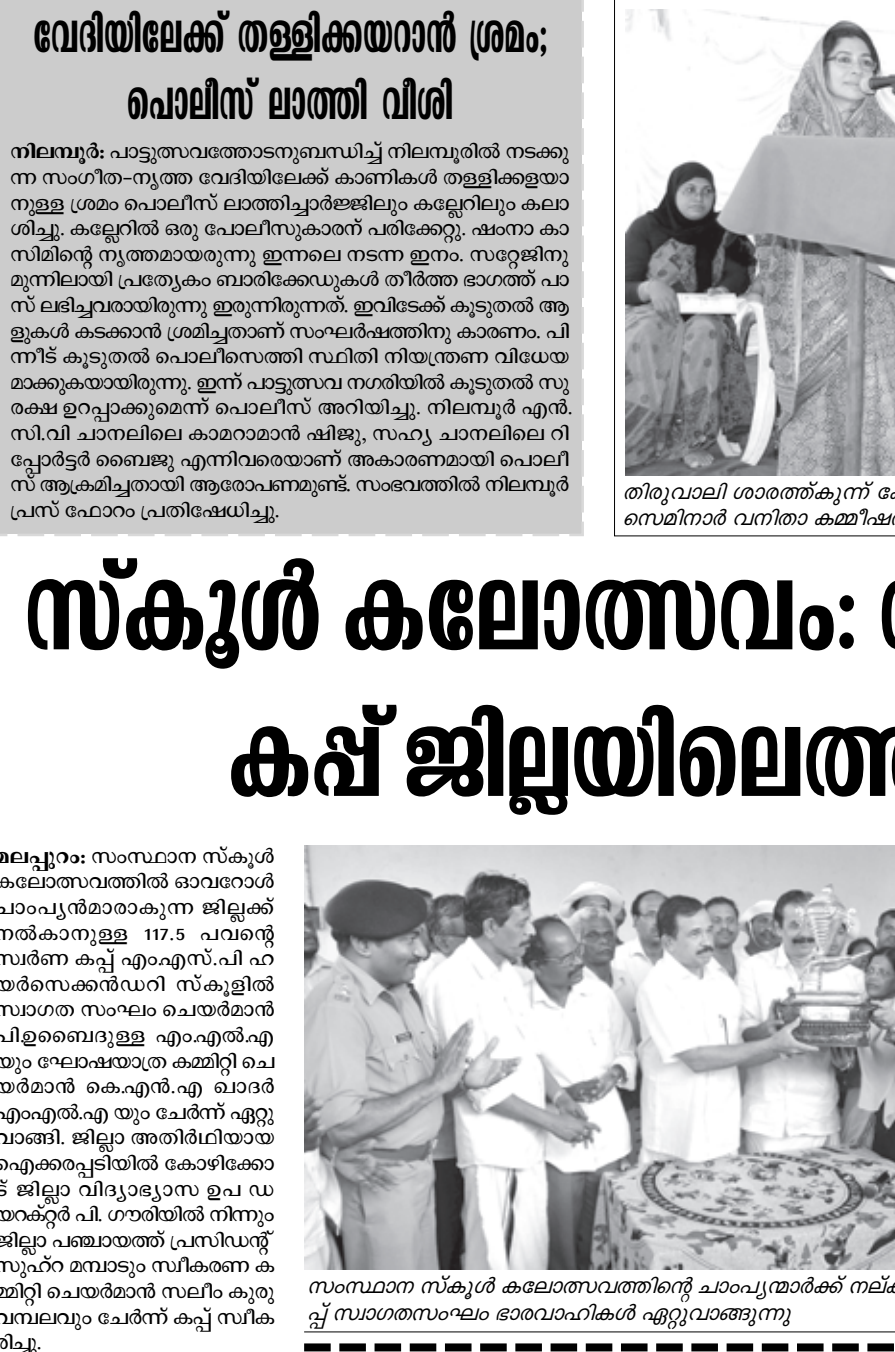 വേദിയിലേക്ക് തള്ളിക്കയറാൻ ശ്രമം;
പൊലീസ് ലാത്തി വീശി
നിലമ്പൂർ: പാട്ടുത്സവത്തോടനുബന്ധിച്ച് നിലമ്പൂരിൽ നടക്കു
ന്ന സംഗീത-നൃത്ത വേദിയിലേക്ക് കാണികൾ തള്ളിക്കളയാ
നുള്ള ശ്രമം പൊലീസ് ലാത്തിച്ചാർജ്ജിലും കല്ലേറിലും കലാ
ശിച്ചു. കല്ലേറിൽ ഒരു പോലീസുകാരന് പരിക്കേറ്റു. ഷംനാ കാ
സിമിന്റെ നൃത്തമായരുന്നു ഇന്നലെ നടന്ന ഇനം. സറ്റേജിനു
മുന്നിലായി പ്രത്യേകം ബാരിക്കേഡുകൾ തീർത്ത ഭാഗത്ത് പാ
സ് ലഭിച്ചവരായിരുന്നു ഇരുന്നിരുന്നത്. ഇവിടേക്ക് കൂടുതൽ ആ
ളുകൾ കടക്കാൻ ശ്രമിച്ചതാണ് സംഘർഷത്തിനു കാരണം. പി
ന്നീട് കൂടുതൽ പൊലീസെത്തി സ്ഥിതി നിയന്ത്രണ വിധേയ
മാക്കുകയായിരുന്നു. ഇന്ന് പാട്ടുത്സവ നഗരിയിൽ കൂടുതൽ സു
രക്ഷ ഉറപ്പാക്കുമെന്ന് പൊലീസ് അറിയിച്ചു. നിലമ്പൂർ എൻ.
സി.വി ചാനലിലെ കാമറാമാൻ ഷിജു, സഹ്യ ചാനലിലെ റി
പ്പോർട്ടർ ബൈജു എന്നിവരെയാണ് അകാരണമായി പൊലീ
സ് ആക്രമിച്ചതായി ആരോപണമുണ്ട്. സംഭവത്തിൽ നിലമ്പൂർ
പ്രസ് ഫോറം പ്രതിഷേധിച്ചു.
തിരുവാലി ശാരത്ത്കുന്ന്
സെമിനാർ വനിതാ
സ്കൂൾ കലോത്സവം:
കപ്പ് ജില്ലയിലെത്ത
മലപ്പുറം: സംസ്ഥാന സ്കൂൾ
കലോത്സവത്തിൽ ഓവറോൾ
ചാംപ്യൻമാരാകുന്ന ജില്ലക്ക്
നൽകാനുള്ള 117.5 പവന്റെ
സ്വർണ കപ്പ് എംഎസ്.പി ഹ
യർസെക്കൻഡറി സ്കൂളിൽ
സ്വാഗത സംഘം ചെയർമാൻ
പി.ഉബൈദുള്ള എം.എൽ.എ
യും ഘോഷയാത്ര കമ്മിറ്റി ചെ
യർമാൻ കെ.എൻ.എ ഖാദർ
എംഎൽ.എ യും ചേർന്ന് ഏറ്റു
വാങ്ങി. ജില്ലാ അതിർഥിയായ
ഐക്കരപ്പടിയിൽ കോഴിക്കോ
ട് ജില്ലാ വിദ്യാഭ്യാസ ഉപ ഡ
യറക്റ്റർ പി. ഗൗരിയിൽ നിന്നും
ജില്ലാ പഞ്ചായത്ത് പ്രസിഡന്റ്
സുഹ്റ മമ്പാടും സ്വീകരണ ക
മ്മിറ്റി ചെയർമാൻ സലീം കുരു
വമ്പലവും ചേർന്ന് കപ്പ് സ്വീക
രിച്ചു.
സംസ്ഥാന സ്കൂൾ കലോത്സവത്തിന്റെ ചാംപ്യന്മാർക്ക്
പ്പ് സ്വാഗതസംഘം ഭാരവാഹികൾ ഏറ്റുവാങ്ങുന്നു